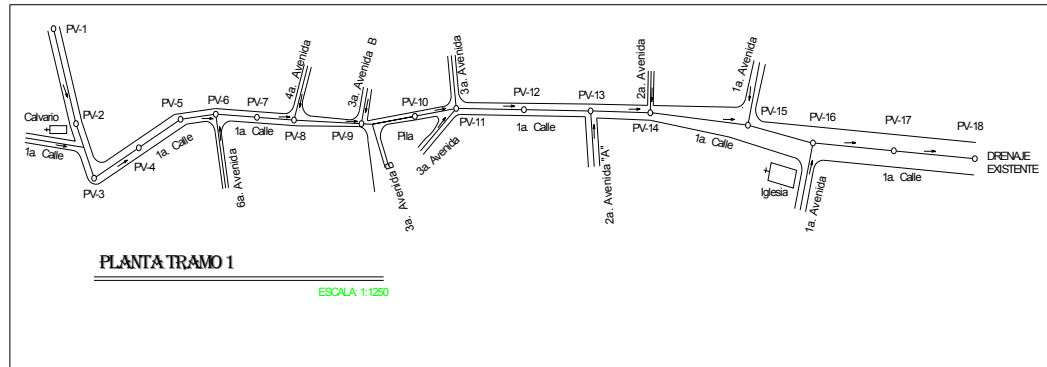 PV-1
Calvario
PV-2
1a. Calle
PV-3
PV-4
1a. Calle
PV-5
PV-6
6a. Avenida
PV-7
1a. Calle
4a. Avenida
PV-8
3a. Avenida B
PV-9
3a. Avenida B
PV-10
Pila
3a. Avenida
3a. Avenida
PV-11
PV-12
1a. Calle
PV-13
2a. Avenida "A"
2a. Avenida
PV-14
1a. Calle
1a. Avenida
PV-15
Iglesia
PV-16
1a. Avenida
PV-17
1a. Calle
PV-18
DRENAJE
EXISTENTE
PLANTA TRAMO 1
ESCALA: 1:1250